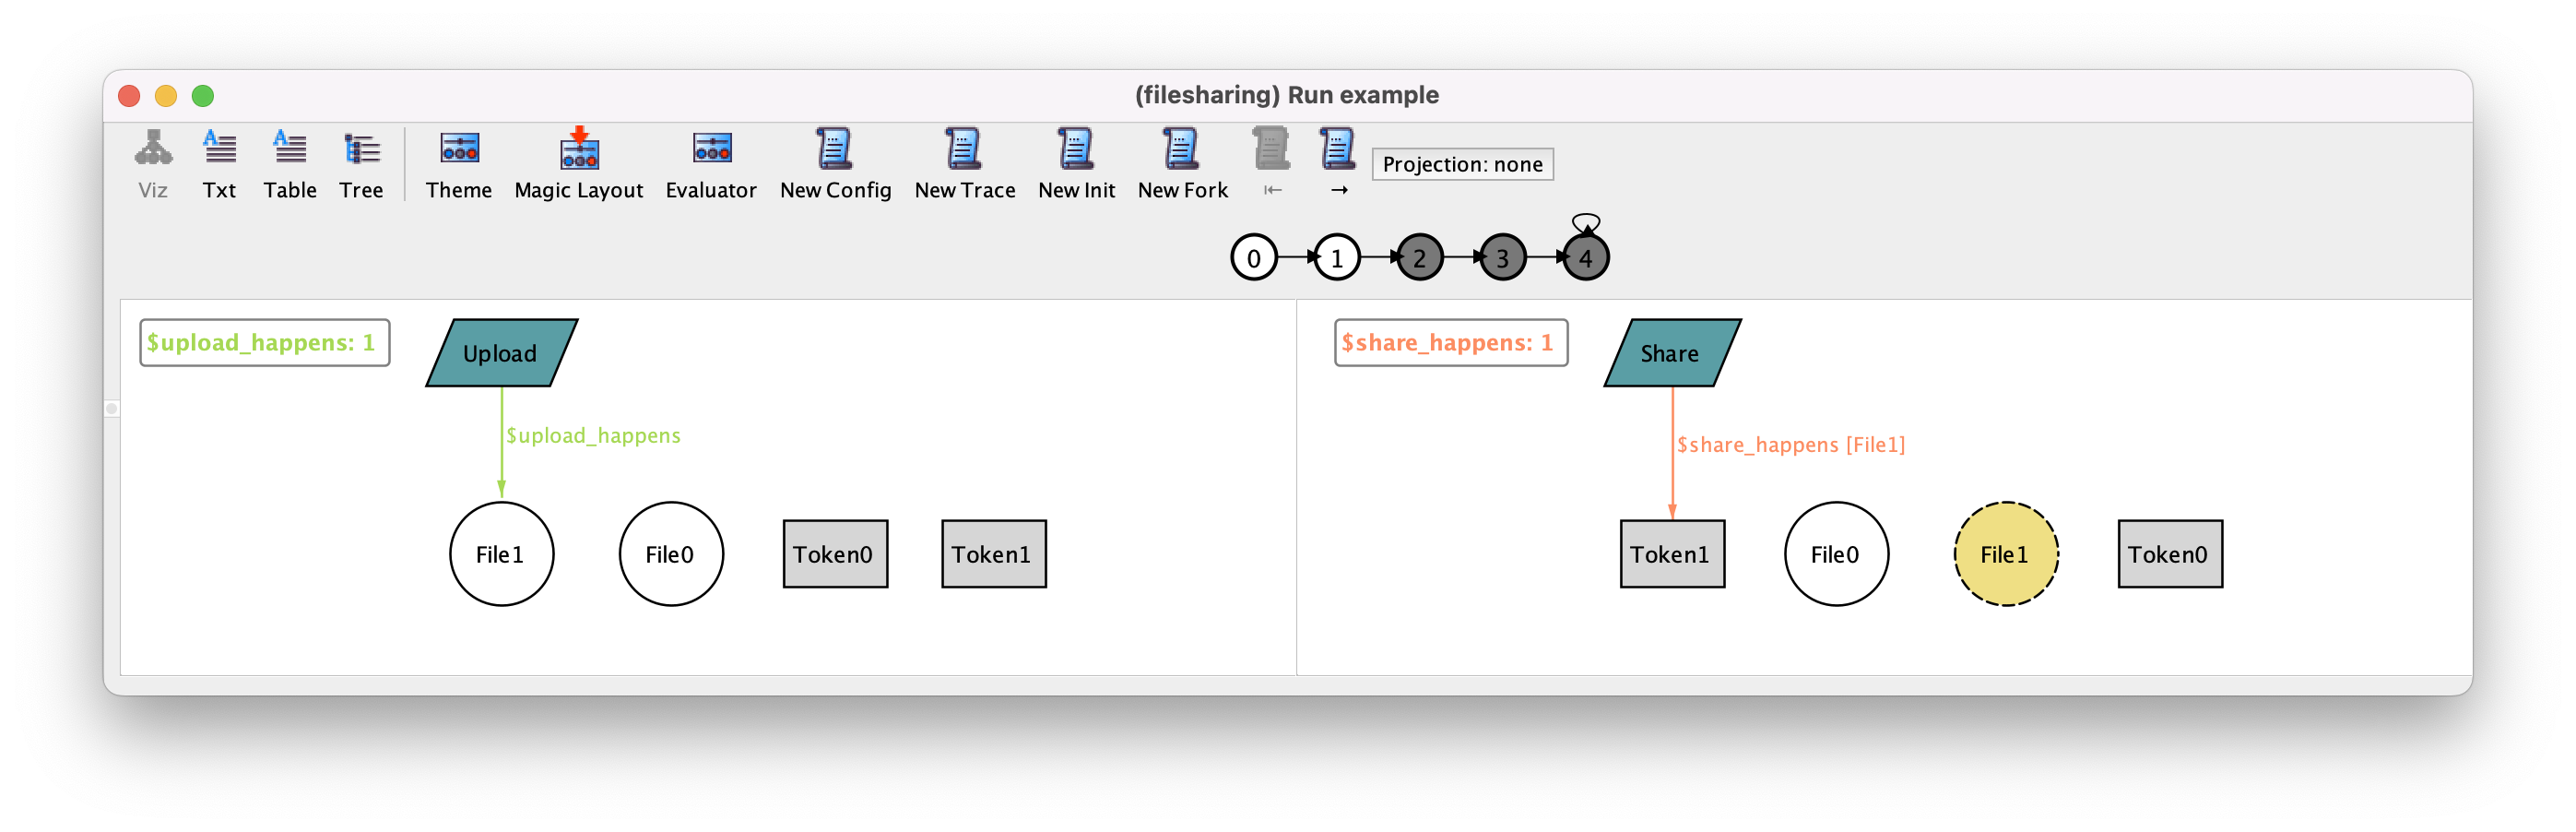 (filesharing) Run example
Viz Txt Table Tree Theme Magic Layout Evaluator New Config New Trace New Init New Fork ⇤ → Projection: none
0 1 2 3 4
$upload_happens: 1
Upload
$upload_happens
File1 File0 Token0 Token1
$share_happens: 1
Share
$share_happens [File1]
Token1 File0 File1 Token0